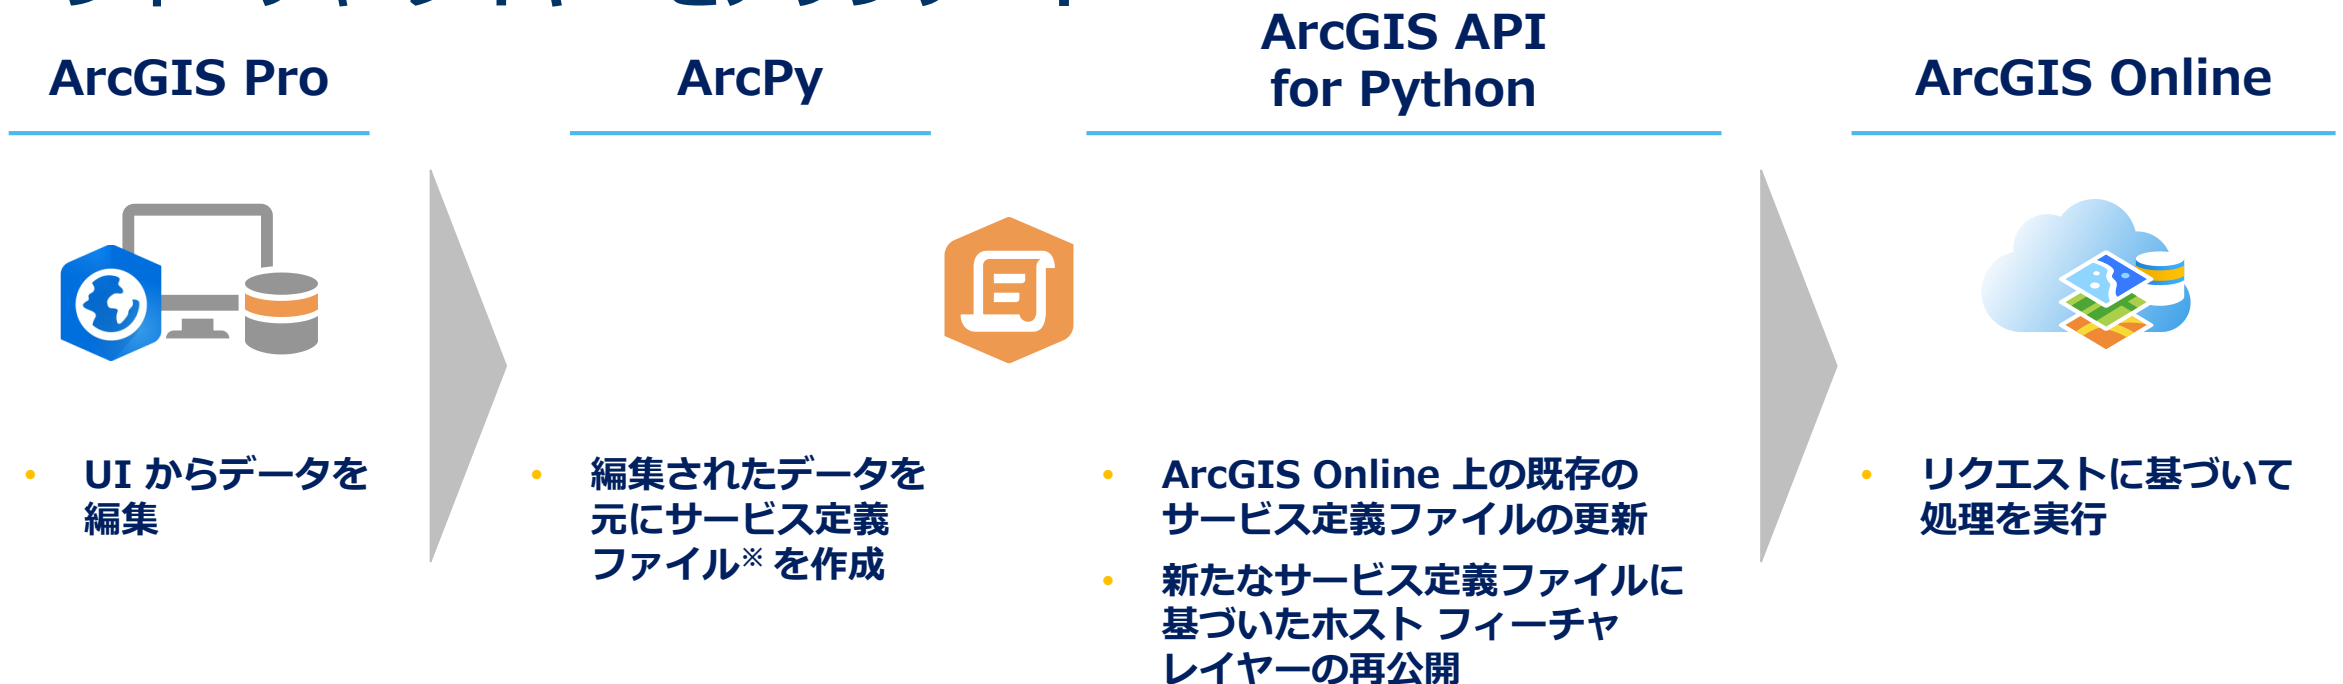 ArcGIS Pro
ArcPy
ArcGIS API
for Python
ArcGIS Online
• UI からデータを
編集
• 編集されたデータを
元にサービス定義
ファイル※ を作成
• ArcGIS Online 上の既存の
サービス定義ファイルの更新
• 新たなサービス定義ファイルに
基づいたホスト フィーチャ
レイヤーの再公開
• リクエストに基づいて
処理を実行